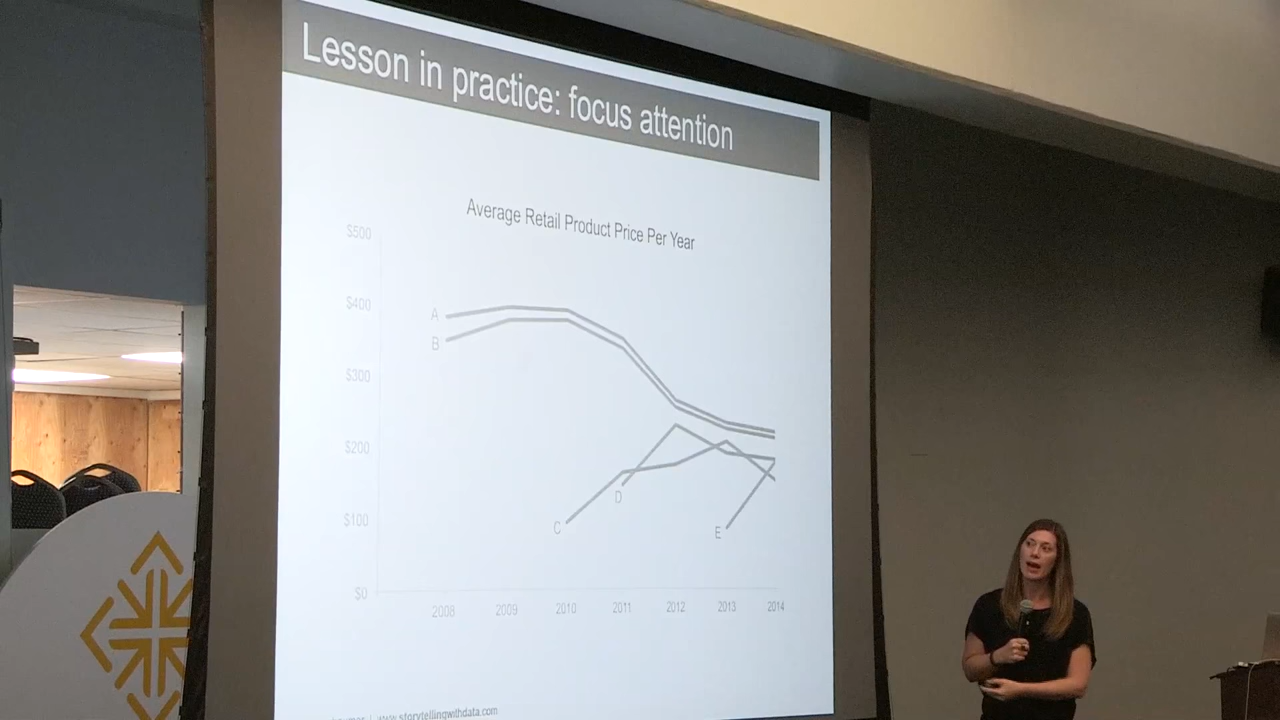 Lesson in practice: focus attention
Average Retail Product Price Per Year
$500
$400
$300
$200
$100
$0
A
B
C
D
E
2008 2009 2010 2011 2012 2013 2014
| www.storytellingwithdata.com